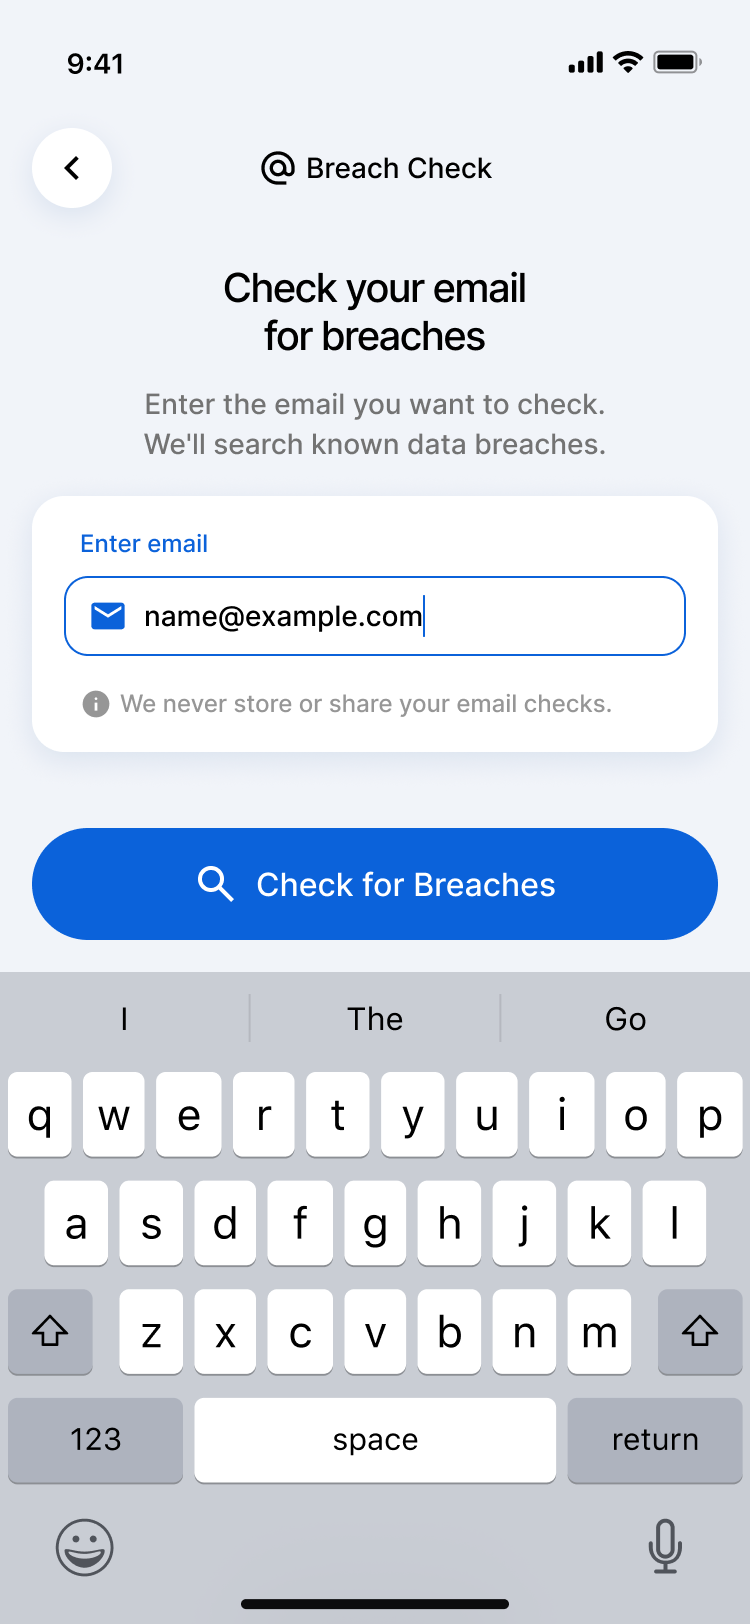 9:41
Breach Check
Check your email
for breaches
Enter the email you want to check.
We'll search known data breaches.
Enter email
name@example.com
We never store or share your email checks.
Check for Breaches
I The Go
q w e r t y u i o p
a s d f g h j k l
z x c v b n m
123 space return